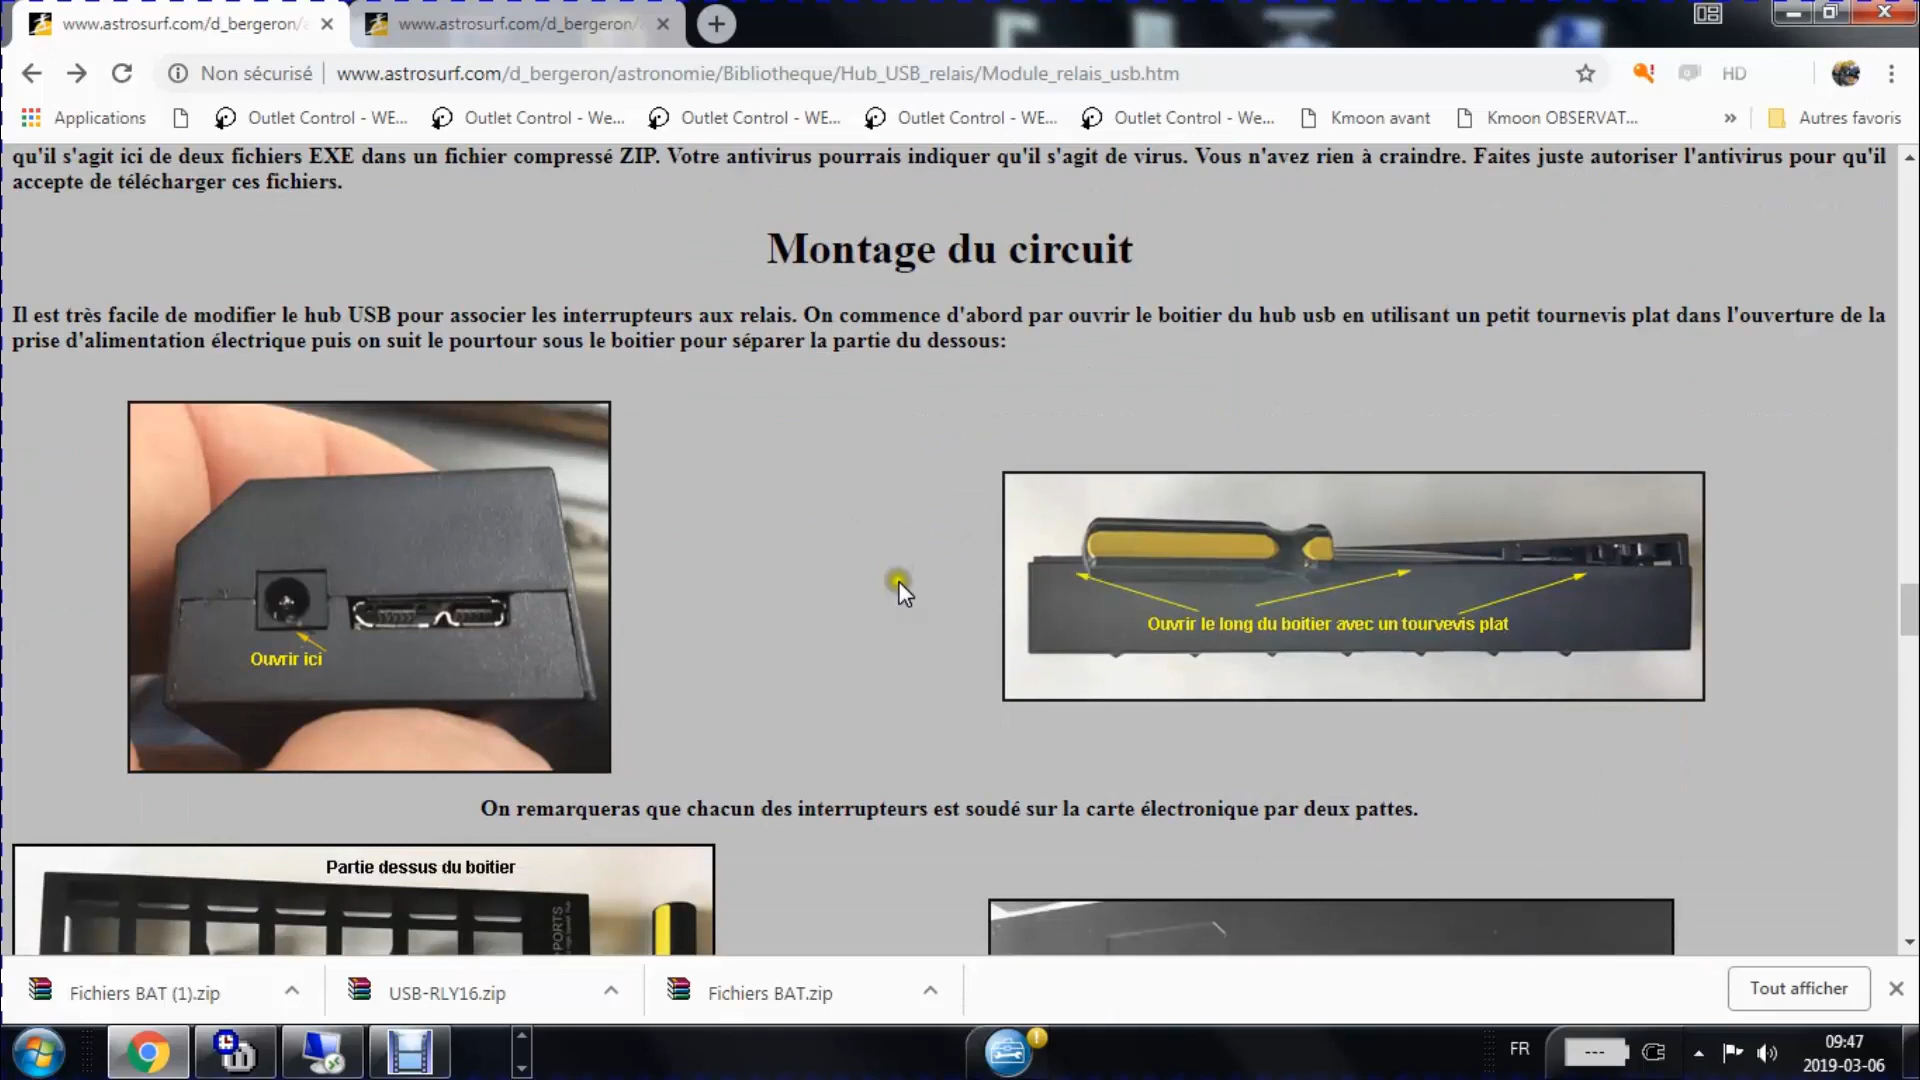 www.astrosurf.com/d_bergeron/
www.astrosurf.com/d_bergeron/
Non sécurisé
www.astrosurf.com/d_bergeron/astronomie/Bibliotheque/Hub_USB_relais/Module_relais_usb.htm
HD
Applications
Outlet Control - WE...
Outlet Control - We...
Outlet Control - WE...
Outlet Control - WE...
Outlet Control - We...
Kmoon avant
Kmoon OBSERVAT...
»
Autres favoris
qu'il s'agit ici de deux fichiers EXE dans un fichier compressé ZIP. Votre antivirus pourrais indiquer qu'il s'agit de virus. Vous n'avez rien à craindre. Faites juste autoriser l'antivirus pour qu'il
accepte de télécharger ces fichiers.
Montage du circuit
Il est très facile de modifier le hub USB pour associer les interrupteurs aux relais. On commence d'abord par ouvrir le boitier du hub usb en utilisant un petit tournevis plat dans l'ouverture de la
prise d'alimentation électrique puis on suit le pourtour sous le boitier pour séparer la partie du dessous:
Ouvrir ici
Ouvrir le long du boitier avec un tourvevis plat
On remarqueras que chacun des interrupteurs est soudé sur la carte électronique par deux pattes.
Partie dessus du boitier
PORTS
Fichiers BAT (1).zip
USB-RLY16.zip
Fichiers BAT.zip
Tout afficher
FR
---
09:47
2019-03-06